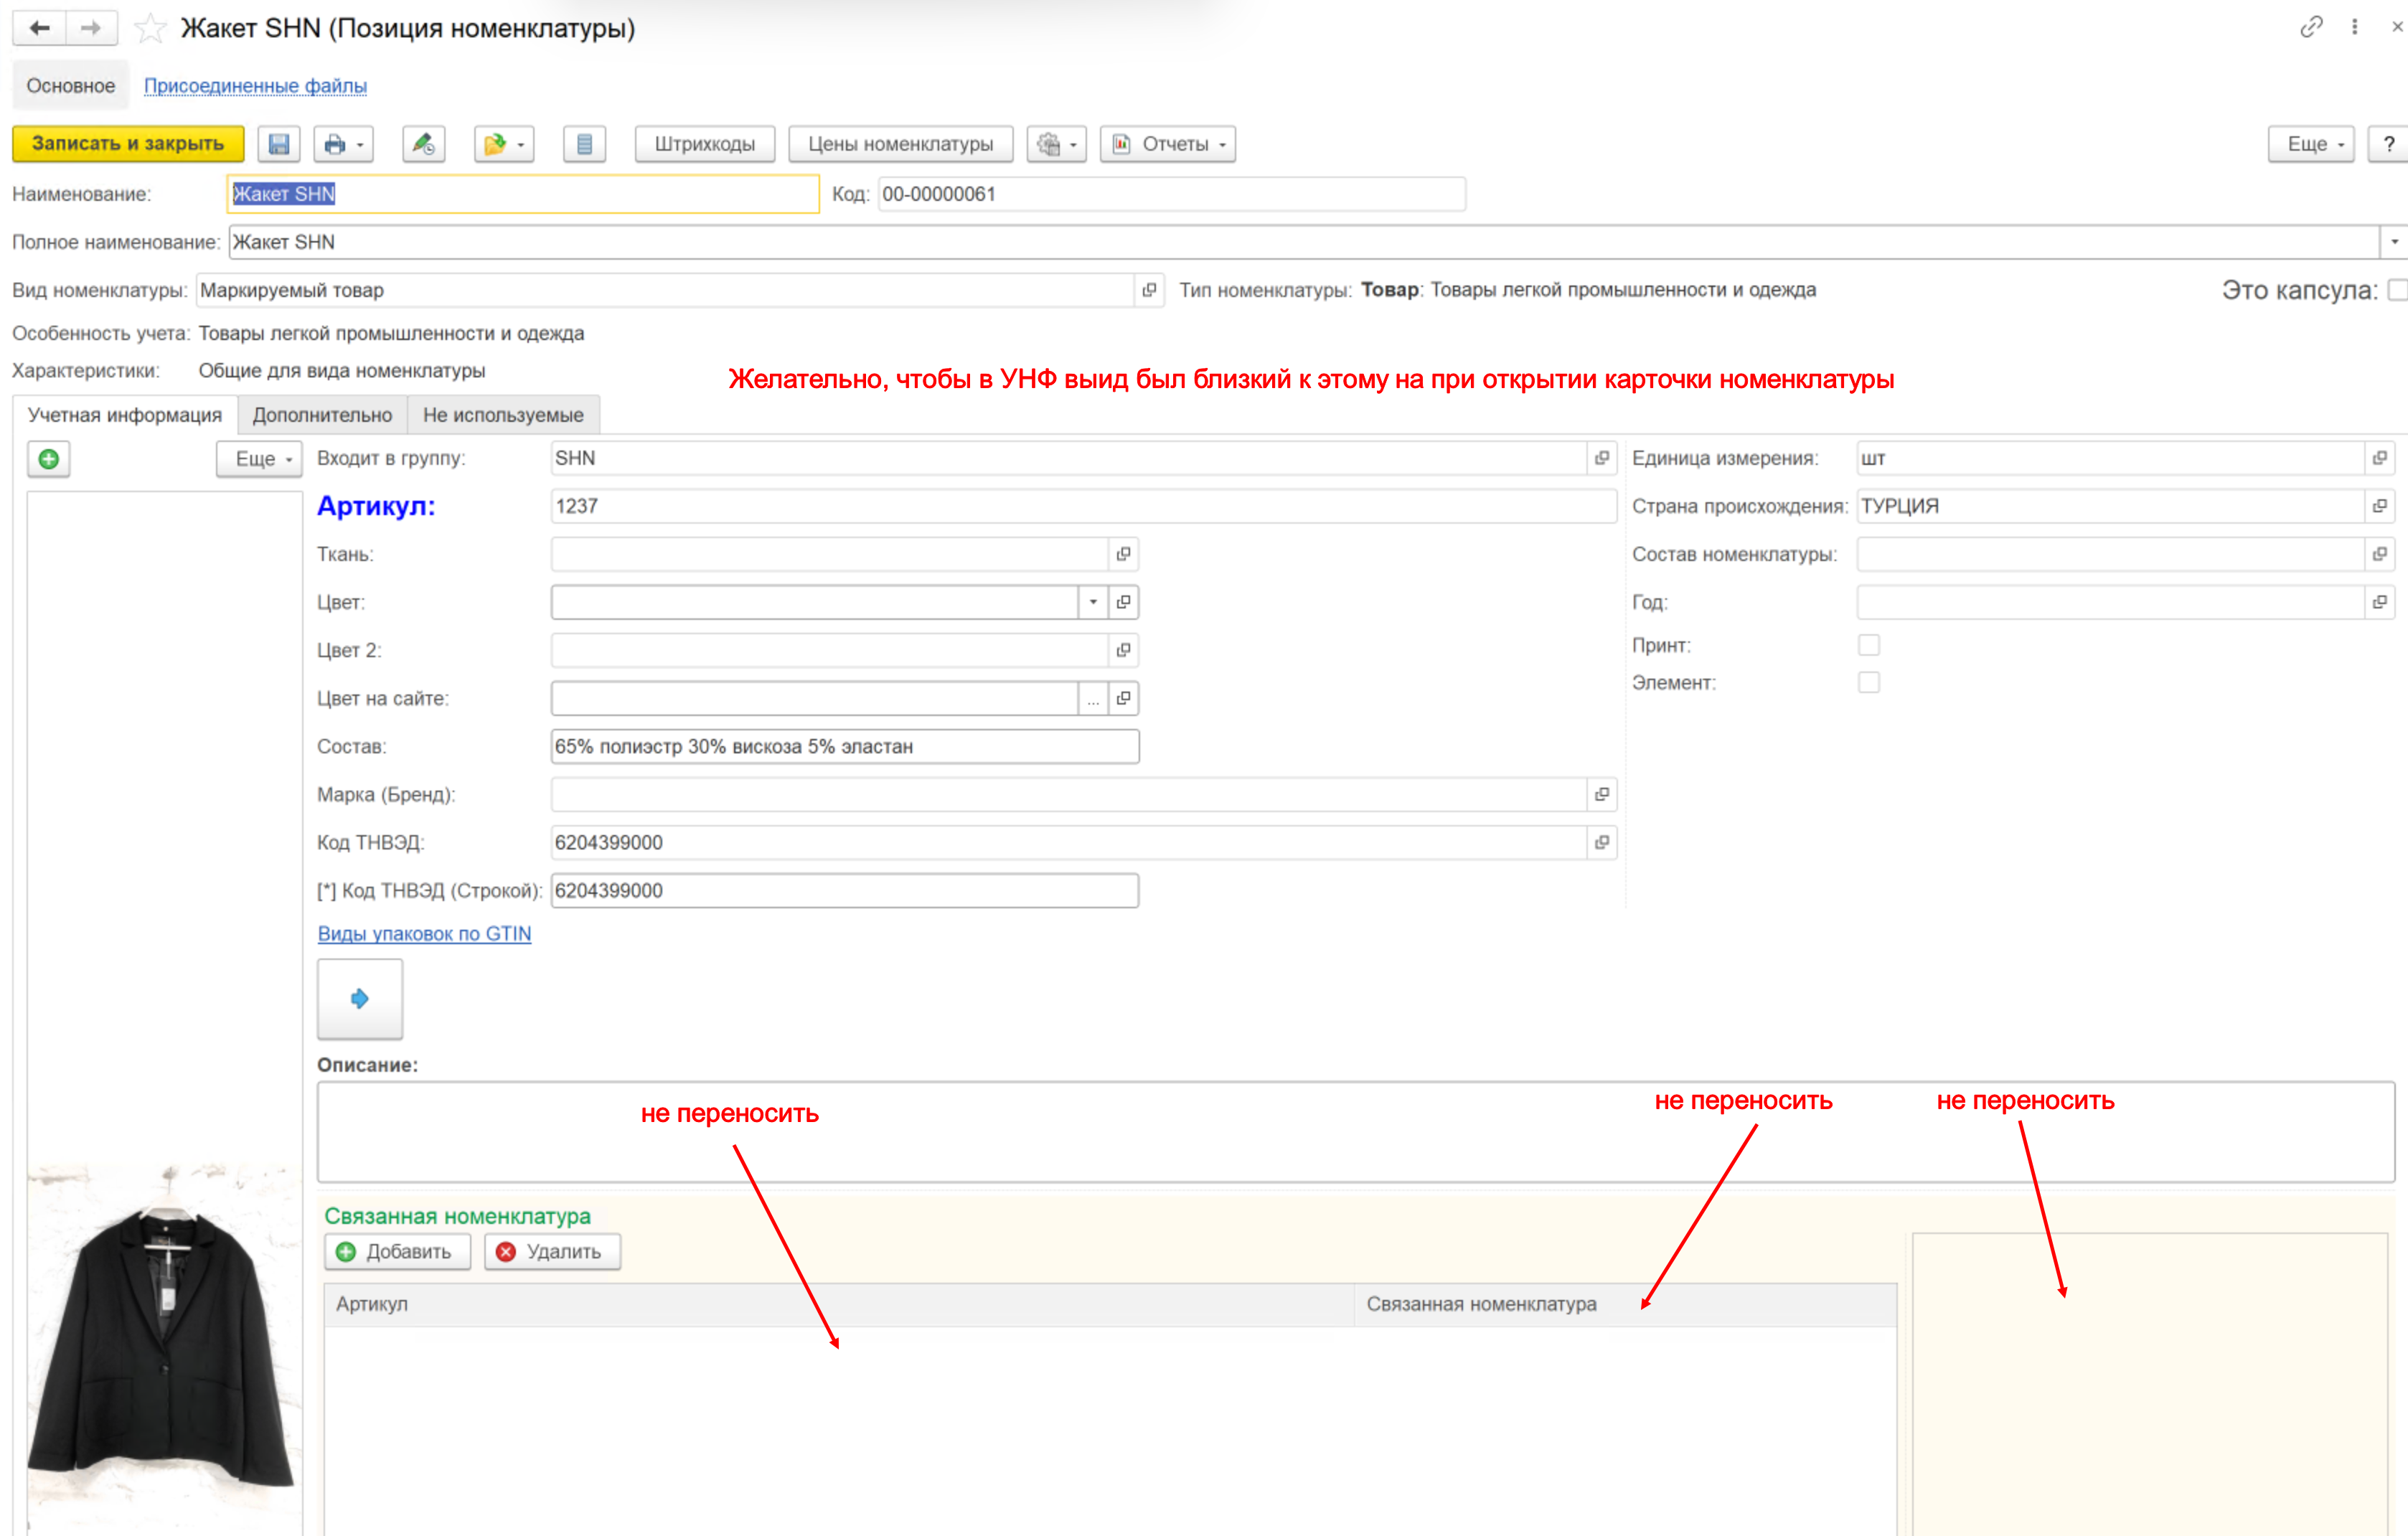 Жакет SHN (Позиция номенклатуры)
Основное Присоединенные файлы
Записать и закрыть Штрихкоды Цены номенклатуры Отчеты Еще ?
Наименование: Жакет SHN Код: 00-00000061
Полное наименование: Жакет SHN
Вид номенклатуры: Маркируемый товар Тип номенклатуры: Товар: Товары легкой промышленности и одежда Это капсула:
Особенность учета: Товары легкой промышленности и одежда
Характеристики: Общие для вида номенклатуры
Желательно, чтобы в УНФ выид был близкий к этому на при открытии карточки номенклатуры
Учетная информация Дополнительно Не используемые
Еще Входит в группу: SHN Единица измерения: шт
Артикул: 1237 Страна происхождения: ТУРЦИЯ
Ткань: Состав номенклатуры:
Цвет: Год:
Цвет 2: Принт:
Элемент:
Цвет на сайте: ...
Состав: 65% полиэстр 30% вискоза 5% эластан
Марка (Бренд):
Код ТНВЭД: 6204399000
[*] Код ТНВЭД (Строкой): 6204399000
Виды упаковок по GTIN
Описание:
не переносить не переносить не переносить
Связанная номенклатура
Добавить Удалить
Артикул Связанная номенклатура